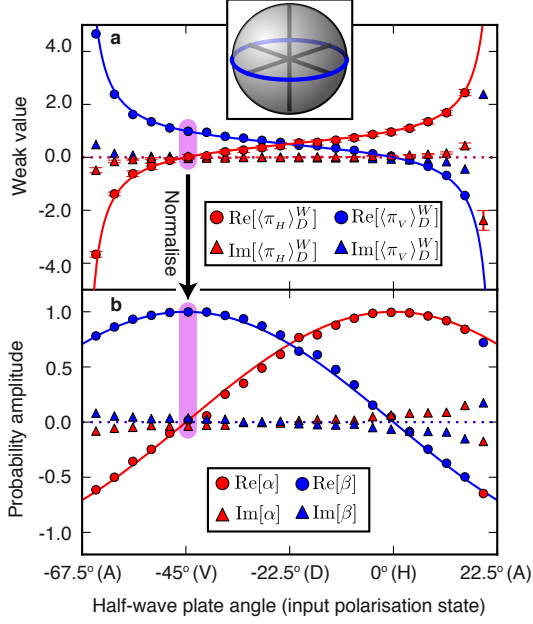 a
4.0
2.0
0.0
-2.0
-4.0
Weak value
Re[⟨π_H⟩_D^W]
Re[⟨π_V⟩_D^W]
Im[⟨π_H⟩_D^W]
Im[⟨π_V⟩_D^W]
Normalise
b
1.0
0.5
0.0
-0.5
-1.0
Probability amplitude
Re[α]
Re[β]
Im[α]
Im[β]
-67.5° (A)
-45° (V)
-22.5° (D)
0° (H)
22.5° (A)
Half-wave plate angle (input polarisation state)